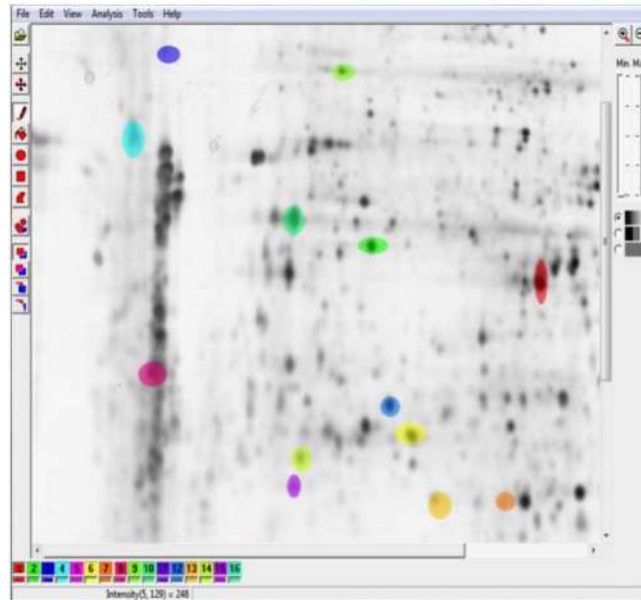 File Edit View Analysis Tools Help
Min Ma
1 2 3 4 5 6 7 8 9 10 11 12 13 14 15 16
Intensity(5, 129) = 248